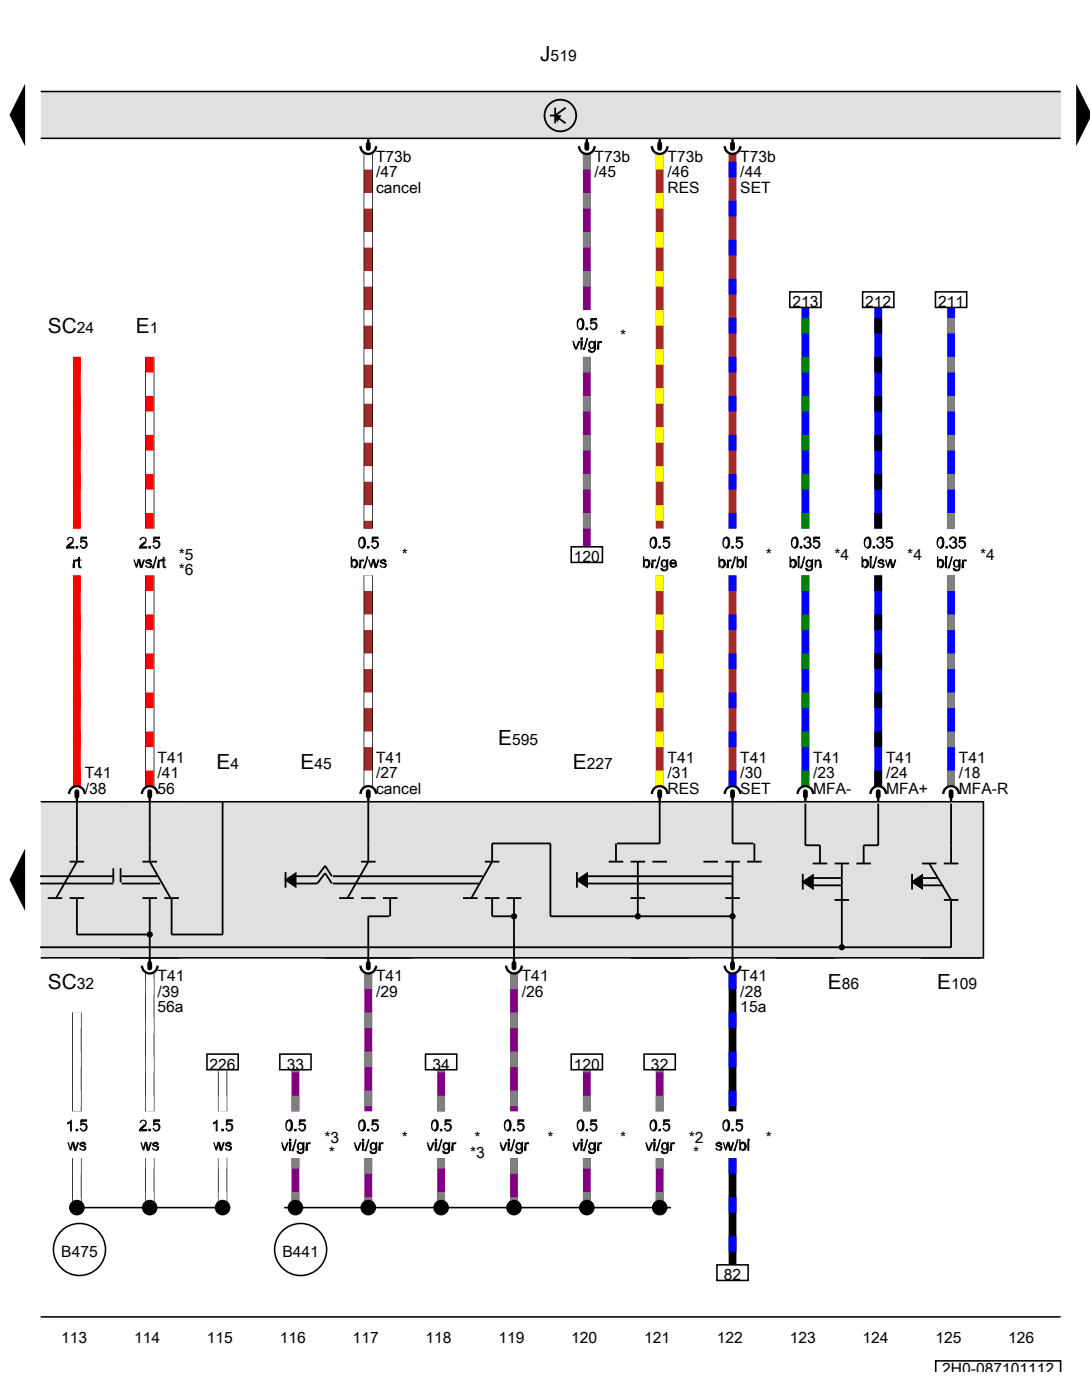 J519
T73b
/47
cancel
T73b
/45
T73b
/46
RES
T73b
/44
SET
213
212
211
SC24
E1
0.5
vi/gr
*
2.5
rt
2.5
ws/rt
*5
*6
0.5
br/ws
*
120
0.5
br/ge
0.5
br/bl
*
0.35
bl/gn
*4
0.35
bl/sw
*4
0.35
bl/gr
*4
E595
E4
E45
E227
T41
/38
T41
/41
56
T41
/27
cancel
T41
/31
RES
T41
/30
SET
T41
/23
MFA-
T41
/24
MFA+
T41
/18
MFA-R
SC32
T41
/39
56a
T41
/29
T41
/26
T41
/28
15a
E86
E109
226
33
34
120
32
1.5
ws
2.5
ws
1.5
ws
0.5
vi/gr
*3
*
0.5
vi/gr
*
0.5
vi/gr
*
*3
0.5
vi/gr
*
0.5
vi/gr
*
0.5
vi/gr
*2
*
0.5
sw/bl
*
B475
B441
82
113 114 115 116 117 118 119 120 121 122 123 124 125 126
2H0-087101112